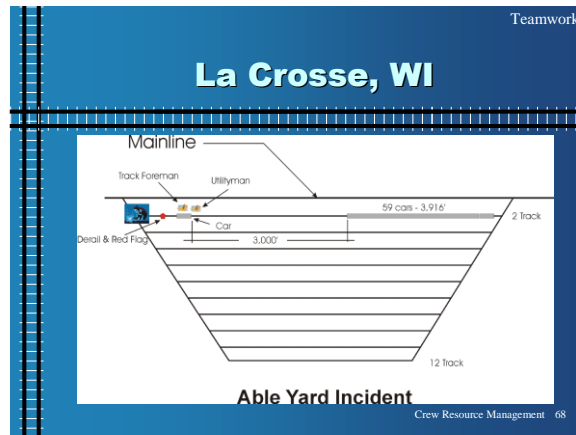 Teamwork
La Crosse, WI
Mainline
Track Foreman
Utilityman
59 cars - 3,916'
2 Track
Derail & Red Flag
Car
3,000'
12 Track
Able Yard Incident
Crew Resource Management 68